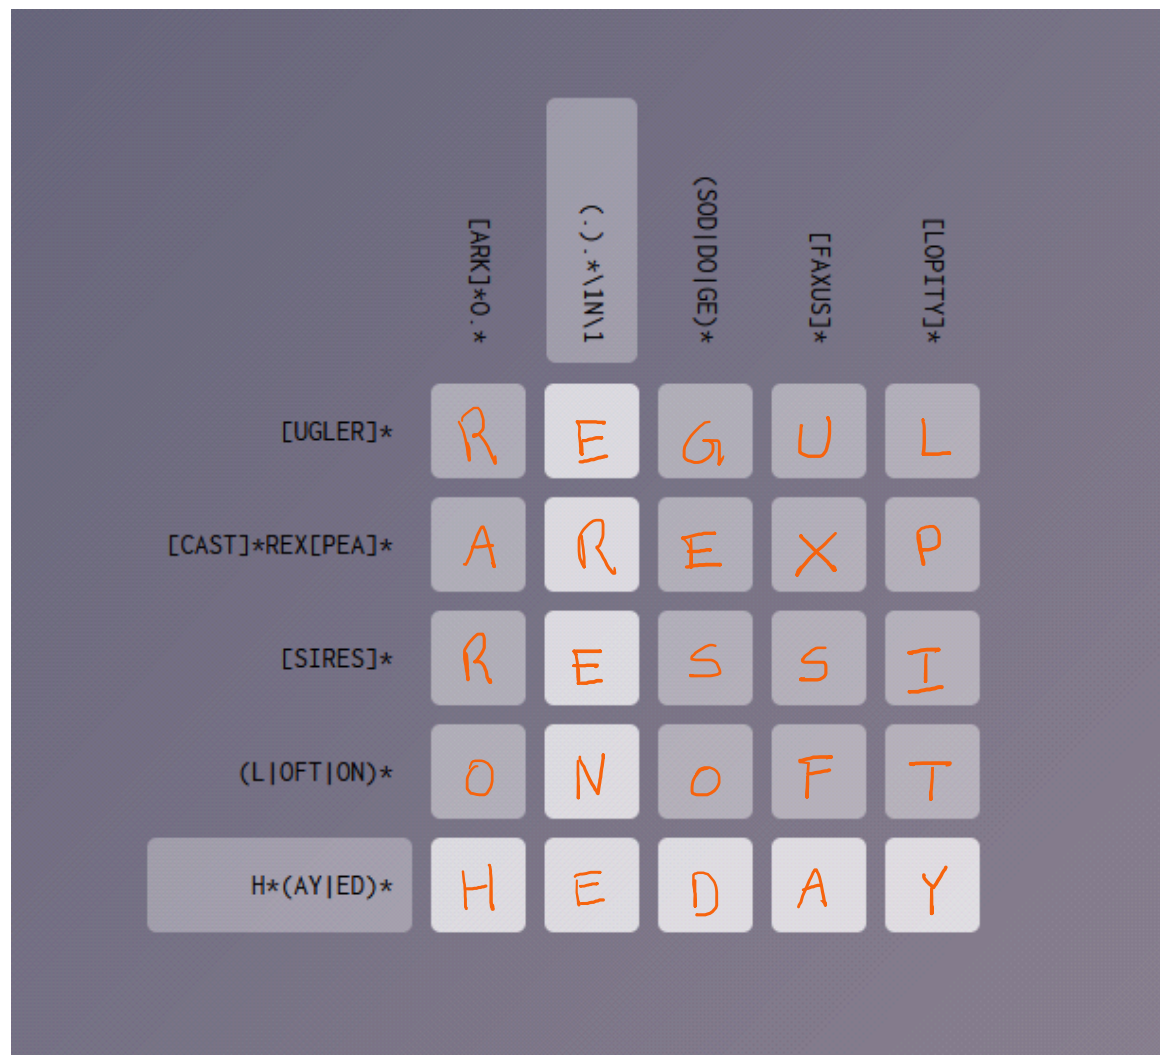 [ARK]*O.* (.).*\1N\1 (SOD|DO|GE)* [FAXUS]* [LOPITY]*
[UGLER]* R E G U L
[CAST]*REX[PEA]* A R E X P
[SIRES]* R E S S I
(L|OFT|ON)* O N O F T
H*(AY|ED)* H E D A Y